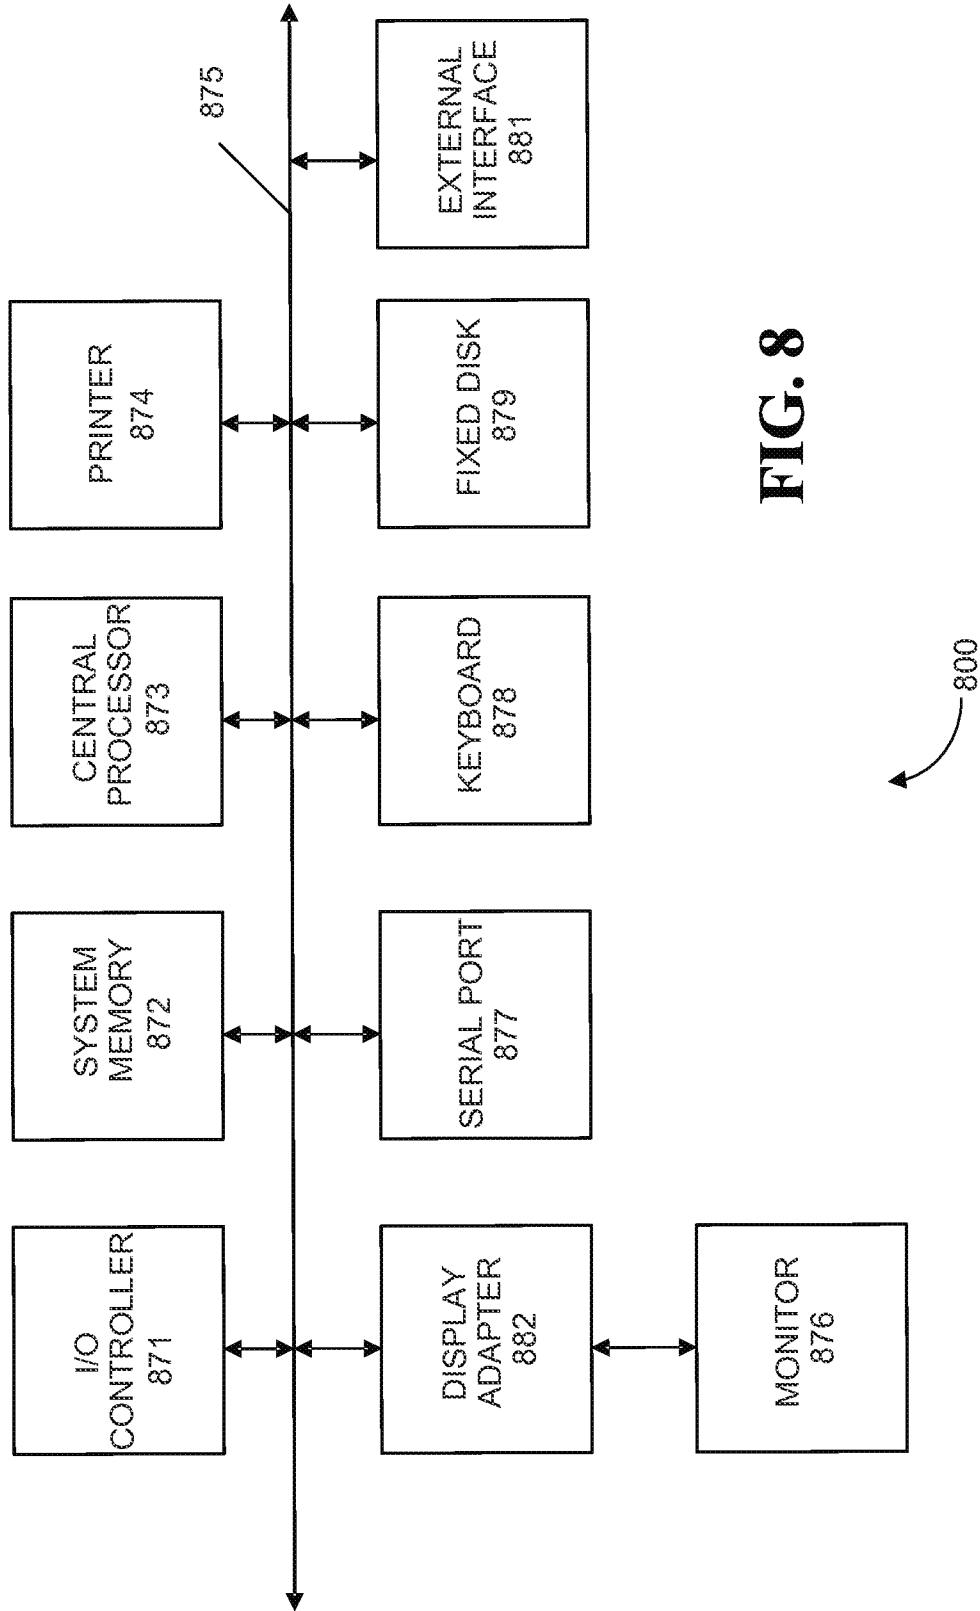 I/O
CONTROLLER
871
SYSTEM
MEMORY
872
CENTRAL
PROCESSOR
873
PRINTER
874
875
DISPLAY
ADAPTER
882
SERIAL PORT
877
KEYBOARD
878
FIXED DISK
879
EXTERNAL
INTERFACE
881
MONITOR
876
800
FIG. 8